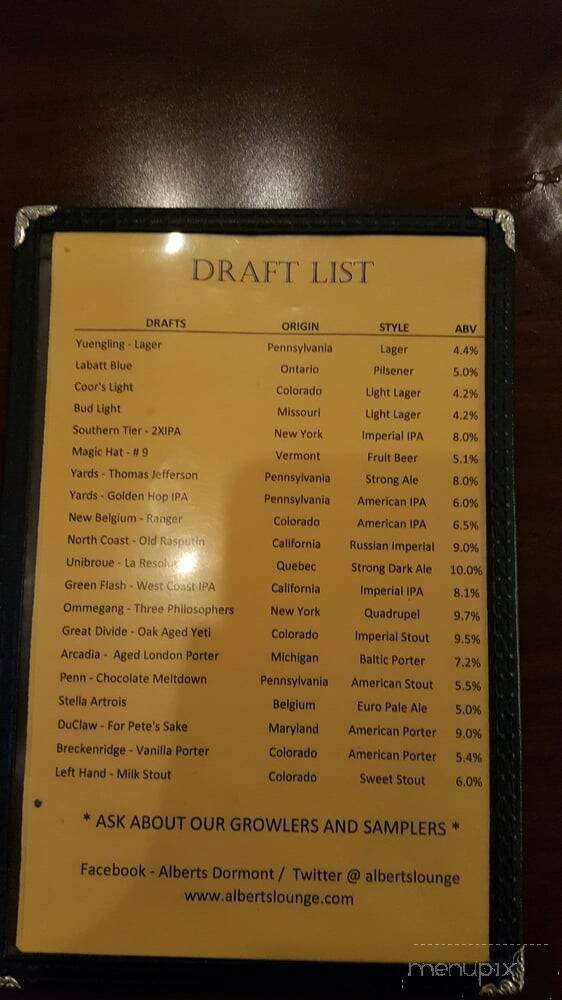 DRAFT LIST
DRAFTS ORIGIN STYLE ABV
Yuengling - Lager Pennsylvania Lager 4.4%
Labatt Blue Ontario Pilsener 5.0%
Coor's Light Colorado Light Lager 4.2%
Bud Light Missouri Light Lager 4.2%
Southern Tier - 2XIPA New York Imperial IPA 8.0%
Magic Hat - # 9 Vermont Fruit Beer 5.1%
Yards - Thomas Jefferson Pennsylvania Strong Ale 8.0%
Yards - Golden Hop IPA Pennsylvania American IPA 6.0%
New Belgium - Ranger Colorado American IPA 6.5%
North Coast - Old Rasputin California Russian Imperial 9.0%
Unibroue - La Quebec Strong Dark Ale 10.0%
Green Flash - West Coast IPA California Imperial IPA 8.1%
Ommegang - Three Philosophers New York Quadrupel 9.7%
Great Divide - Oak Aged Yeti Colorado Imperial Stout 9.5%
Arcadia - Aged London Porter Michigan Baltic Porter 7.2%
Penn - Chocolate Meltdown Pennsylvania American Stout 5.5%
Stella Artrois Belgium Euro Pale Ale 5.0%
DuClaw - For Pete's Sake Maryland American Porter 9.0%
Breckenridge - Vanilla Porter Colorado American Porter 5.4%
Left Hand - Milk Stout Colorado Sweet Stout 6.0%
* ASK ABOUT OUR GROWLERS AND SAMPLERS *
Facebook - Alberts Dormont / Twitter @ albertslounge
www.albertslounge.com
menupix